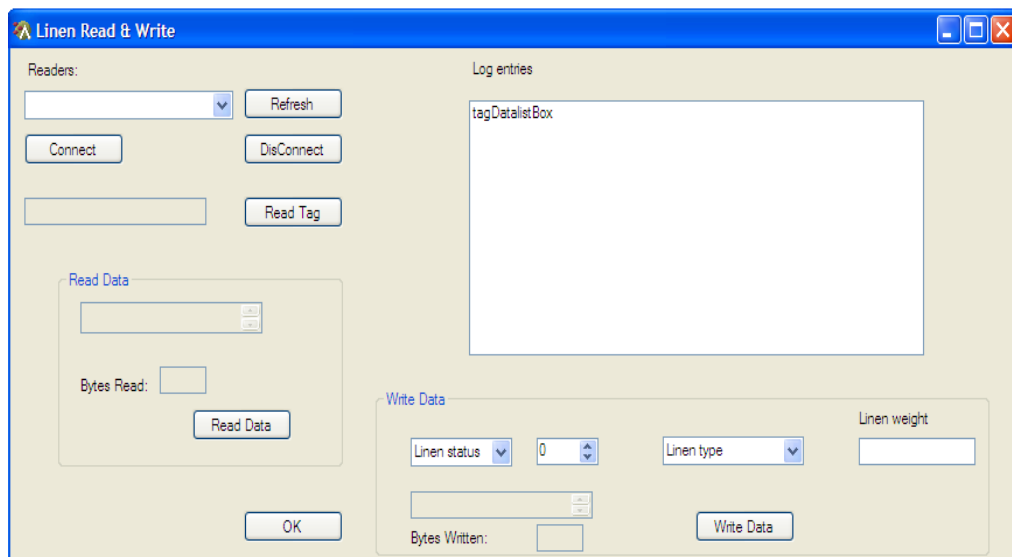 Linen Read & Write
Readers:
Log entries
Refresh
tagDatalistBox
Connect
DisConnect
Read Tag
Read Data
Bytes Read:
Read Data
Write Data
Linen weight
Linen status
0
Linen type
OK
Write Data
Bytes Written: